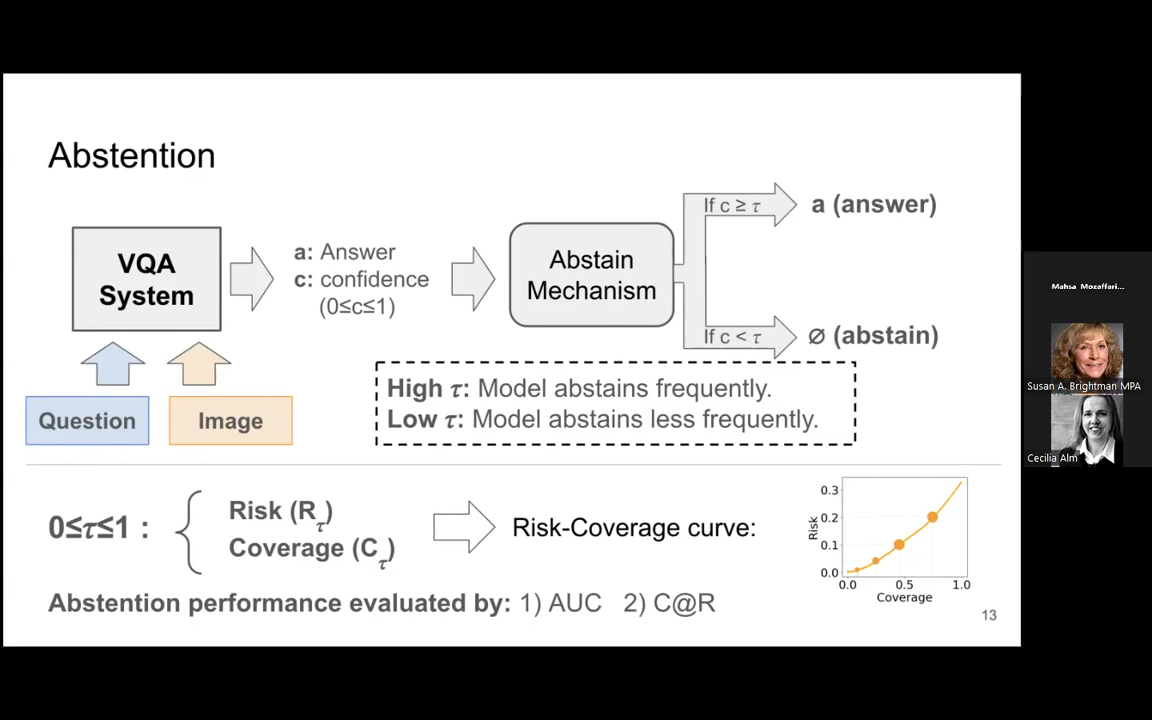 Abstention
VQA
System
a: Answer
c: confidence
(0≤c≤1)
Abstain
Mechanism
If c ≥ τ
a (answer)
If c < τ
∅ (abstain)
Question
Image
High τ: Model abstains frequently.
Low τ: Model abstains less frequently.
0≤τ≤1 :
Risk (Rτ)
Coverage (Cτ)
Risk-Coverage curve:
0.3
0.2
0.1
0.0
Risk
0.0 0.5 1.0
Coverage
Abstention performance evaluated by: 1) AUC 2) C@R
13
Mahsa Mozaffari...
Susan A. Brightman MPA
Cecilia Alm